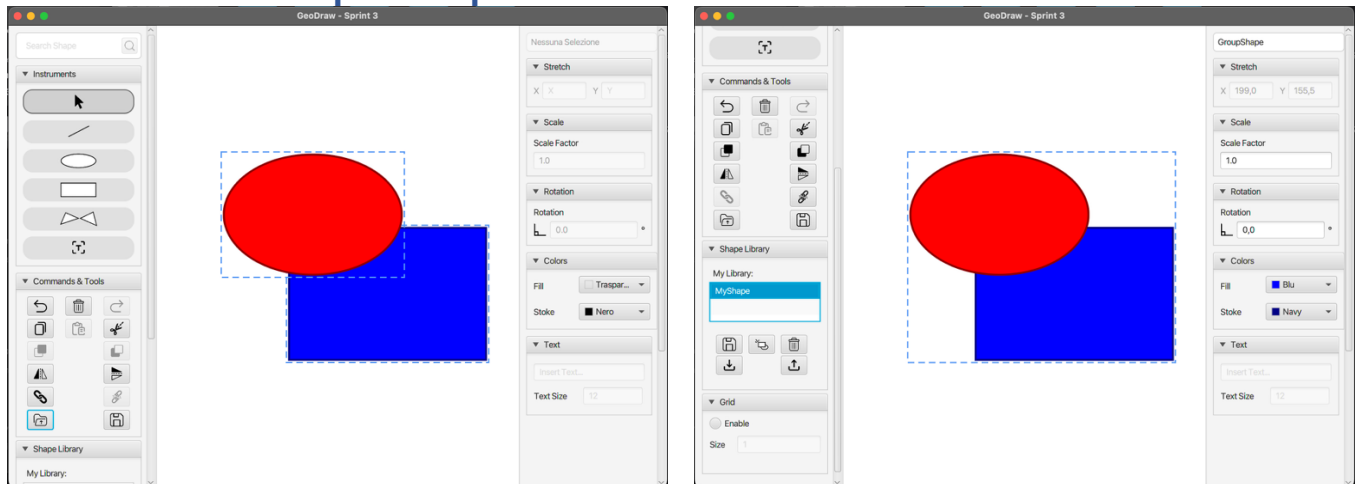 GeoDraw - Sprint 3
Search Shape
Instruments
Commands & Tools
Shape Library
My Library:
Nessuna Selezione
Stretch
X X Y Y
Scale
Scale Factor
1.0
Rotation
Rotation
0.0 °
Colors
Fill Traspar...
Stoke Nero
Text
Insert Text...
Text Size 12
GeoDraw - Sprint 3
Commands & Tools
Shape Library
My Library:
MyShape
Grid
Enable
Size 1
GroupShape
Stretch
X 199,0 Y 155,5
Scale
Scale Factor
1.0
Rotation
Rotation
0,0 °
Colors
Fill Blu
Stoke Navy
Text
Insert Text...
Text Size 12